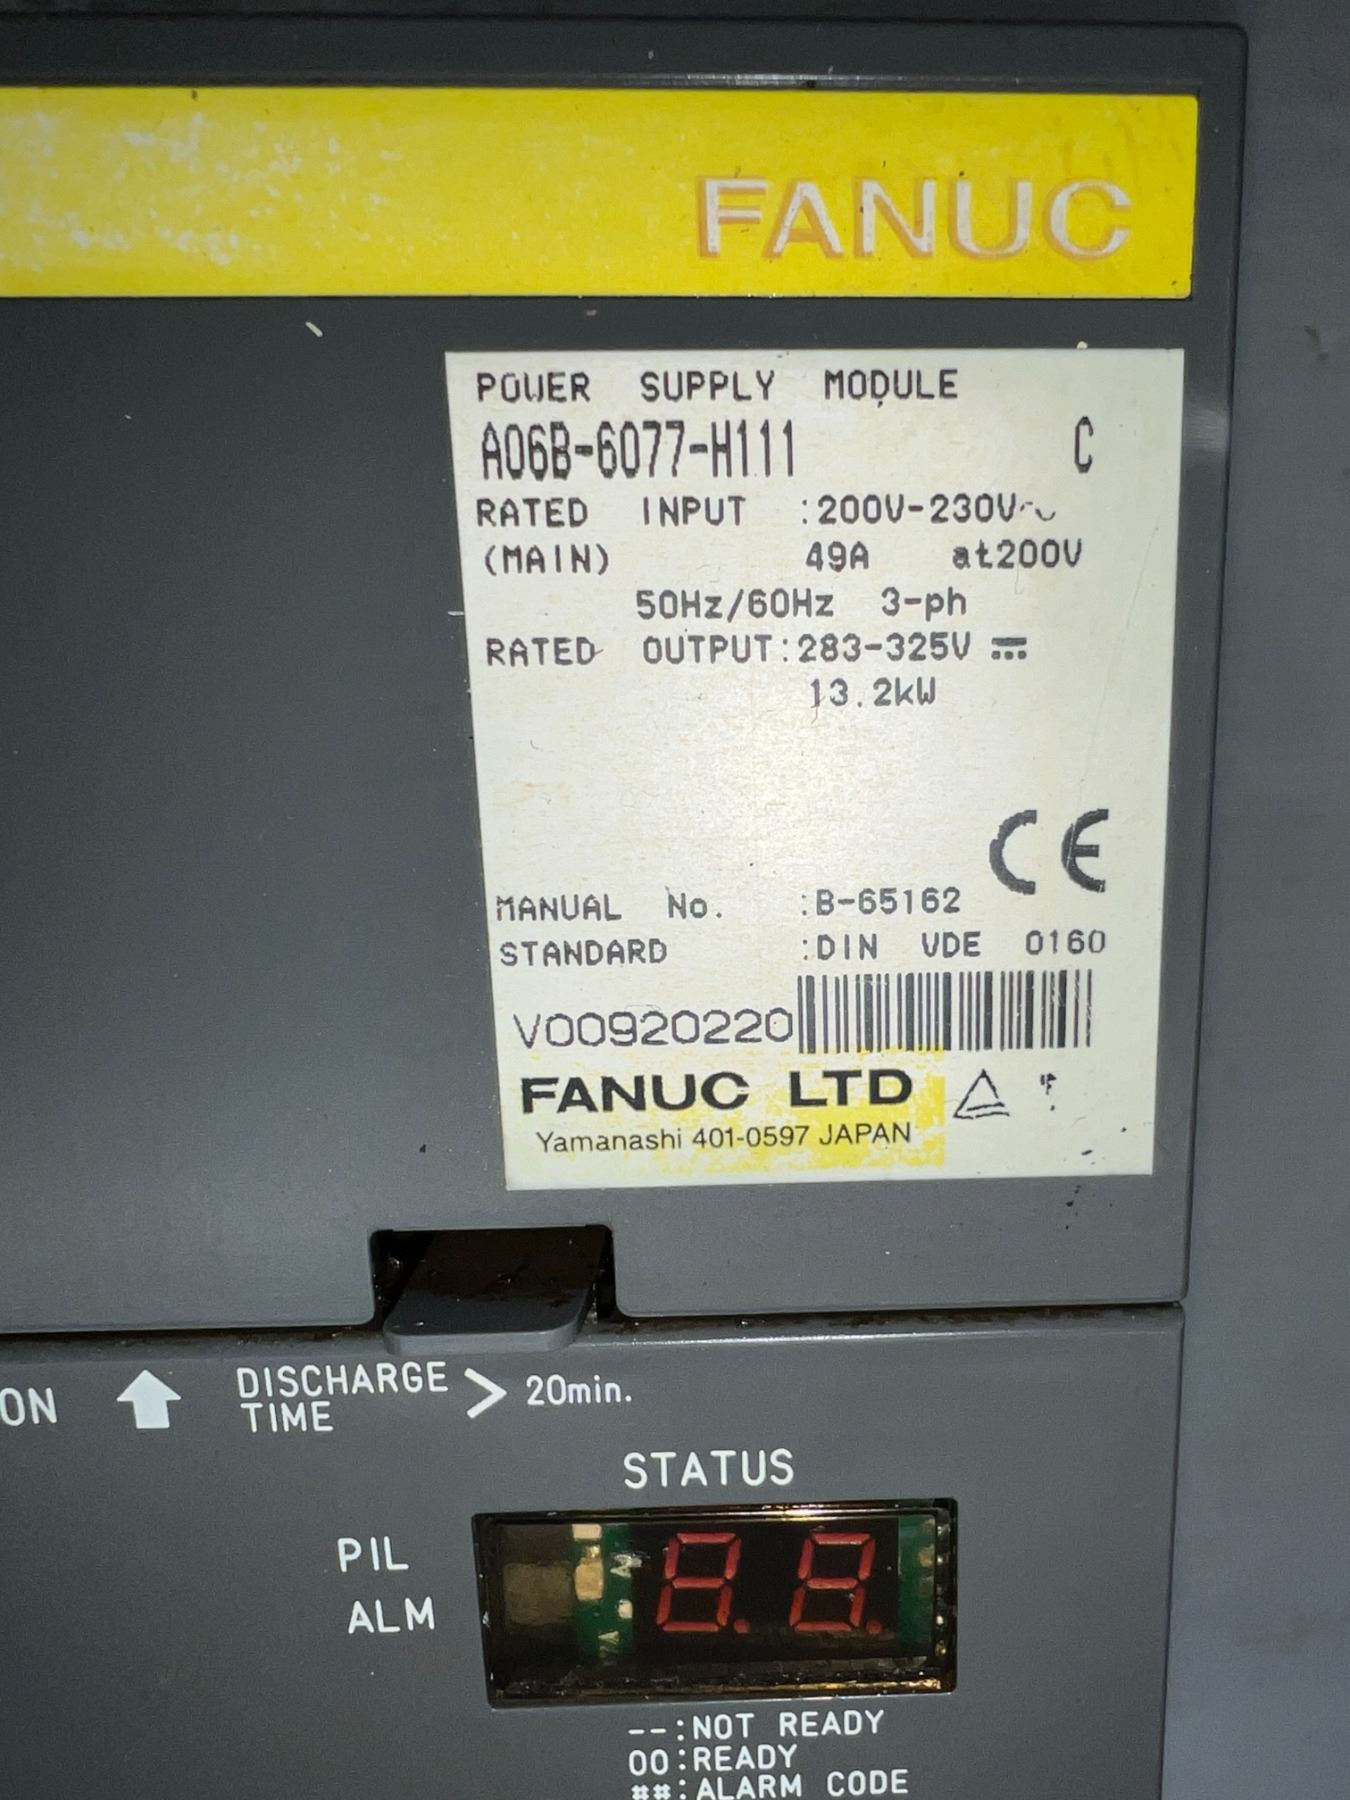 FANUC
POWER SUPPLY MODULE
A06B-6077-H111 C
RATED INPUT :200V-230V~
(MAIN) 49A at200V
50Hz/60Hz 3-ph
RATED OUTPUT:283-325V ⎓
13.2kW
CE
MANUAL No. :B-65162
STANDARD :DIN VDE 0160
V00920220
FANUC LTD
Yamanashi 401-0597 JAPAN
ON DISCHARGE TIME > 20min.
STATUS
PIL
ALM
8.8.
--:NOT READY
00:READY
##:ALARM CODE